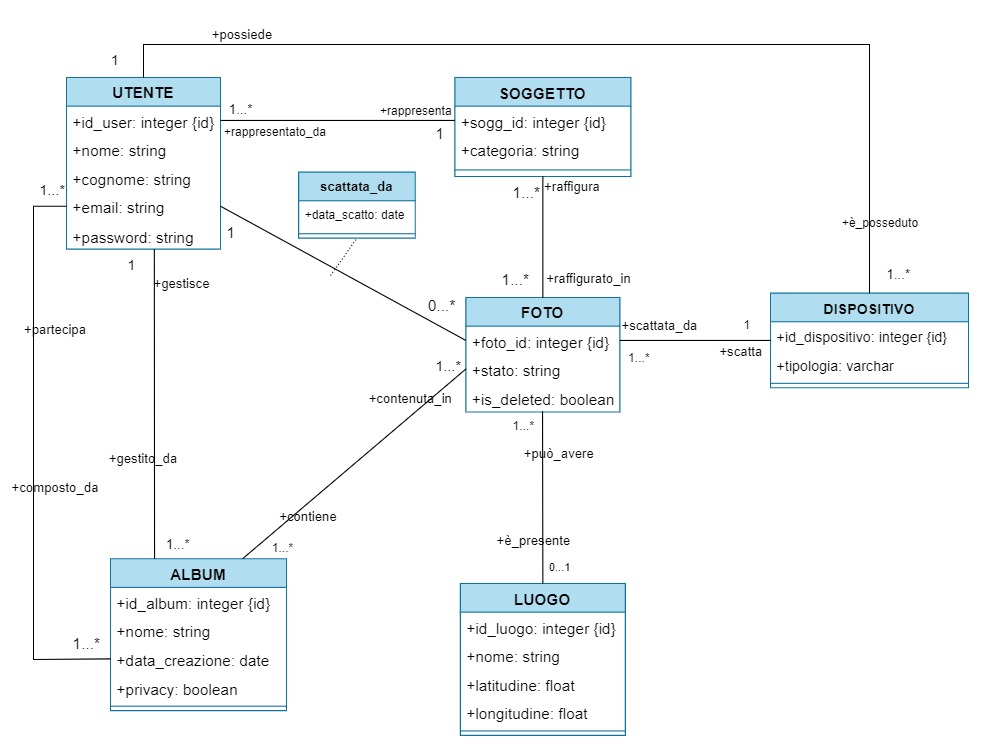 +possiede
1
UTENTE
+id_user: integer {id}
+nome: string
+cognome: string
+email: string
+password: string
1...*
+rappresentato_da
+rappresenta
1
SOGGETTO
+sogg_id: integer {id}
+categoria: string
scattata_da
+data_scatto: date
1...*
+raffigura
1...*
1
1
+gestisce
+è_posseduto
1...*
1...*
+raffigurato_in
0...*
FOTO
+foto_id: integer {id}
+stato: string
+is_deleted: boolean
+scattata_da
1
1...*
+scatta
DISPOSITIVO
+id_dispositivo: integer {id}
+tipologia: varchar
+partecipa
1...*
+contenuta_in
1...*
+può_avere
+gestito_da
+composto_da
+contiene
1...*
1...*
+è_presente
0...1
ALBUM
+id_album: integer {id}
+nome: string
+data_creazione: date
+privacy: boolean
1...*
LUOGO
+id_luogo: integer {id}
+nome: string
+latitudine: float
+longitudine: float